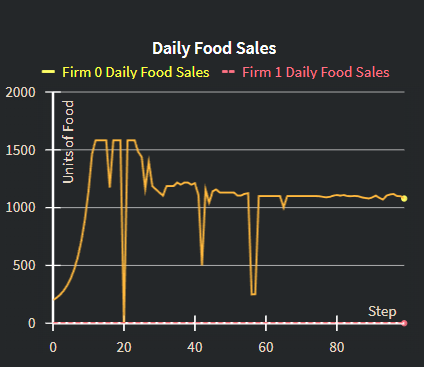 Daily Food Sales
Firm 0 Daily Food Sales Firm 1 Daily Food Sales
2000
Units of Food
1500
1000
500
Step
0
0 20 40 60 80